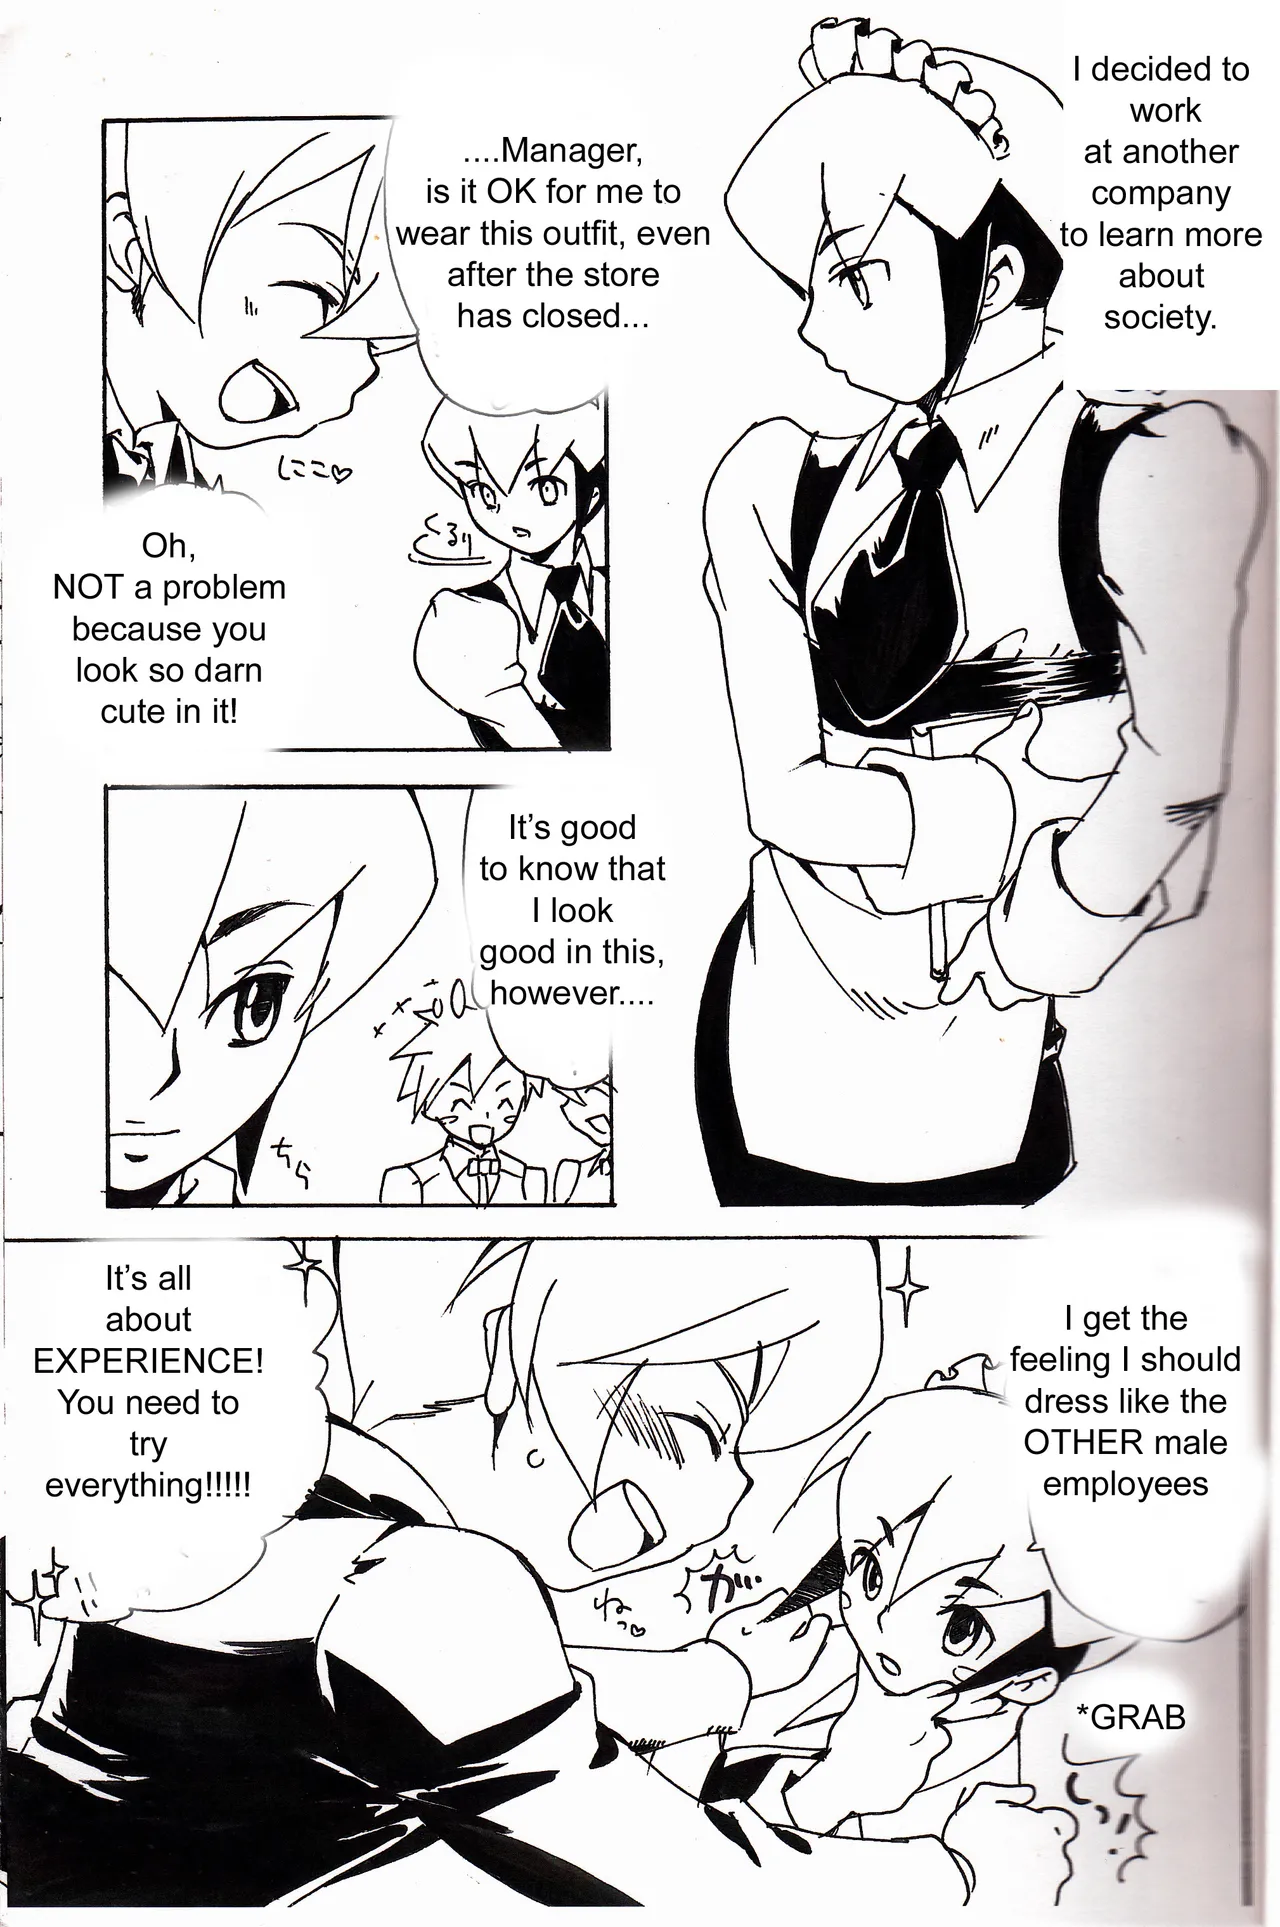 I decided to
work
at another
company
to learn more
about
society.
....Manager,
is it OK for me to
wear this outfit, even
after the store
has closed...
にこ♡
くるり
Oh,
NOT a problem
because you
look so darn
cute in it!
It's good
to know that
I look
good in this,
however....
ちら
I get the
feeling I should
dress like the
OTHER male
employees
It's all
about
EXPERIENCE!
You need to
try
everything!!!!!
ガ
ねっ♡
*GRAB